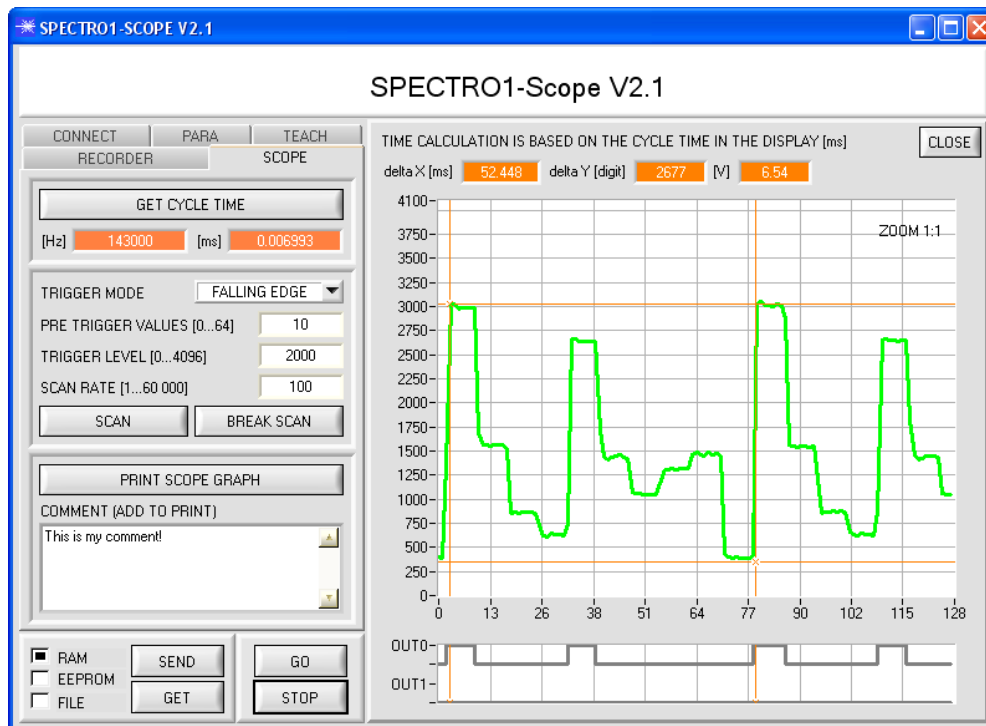 SPECTRO1-SCOPE V2.1
SPECTRO1-Scope V2.1
CONNECT PARA TEACH
RECORDER SCOPE
GET CYCLE TIME
[Hz] 143000 [ms] 0.006993
TRIGGER MODE FALLING EDGE
PRE TRIGGER VALUES [0...64] 10
TRIGGER LEVEL [0...4096] 2000
SCAN RATE [1...60 000] 100
SCAN BREAK SCAN
PRINT SCOPE GRAPH
COMMENT (ADD TO PRINT)
This is my comment!
RAM
EEPROM
FILE
SEND
GET
GO
STOP
TIME CALCULATION IS BASED ON THE CYCLE TIME IN THE DISPLAY [ms]
CLOSE
delta X [ms] 52.448 delta Y [digit] 2677 [V] 6.54
ZOOM 1:1
4100
3750
3500
3250
3000
2750
2500
2250
2000
1750
1500
1250
1000
750
500
250
0
0 13 26 38 51 64 77 90 102 115 128
OUT0
OUT1